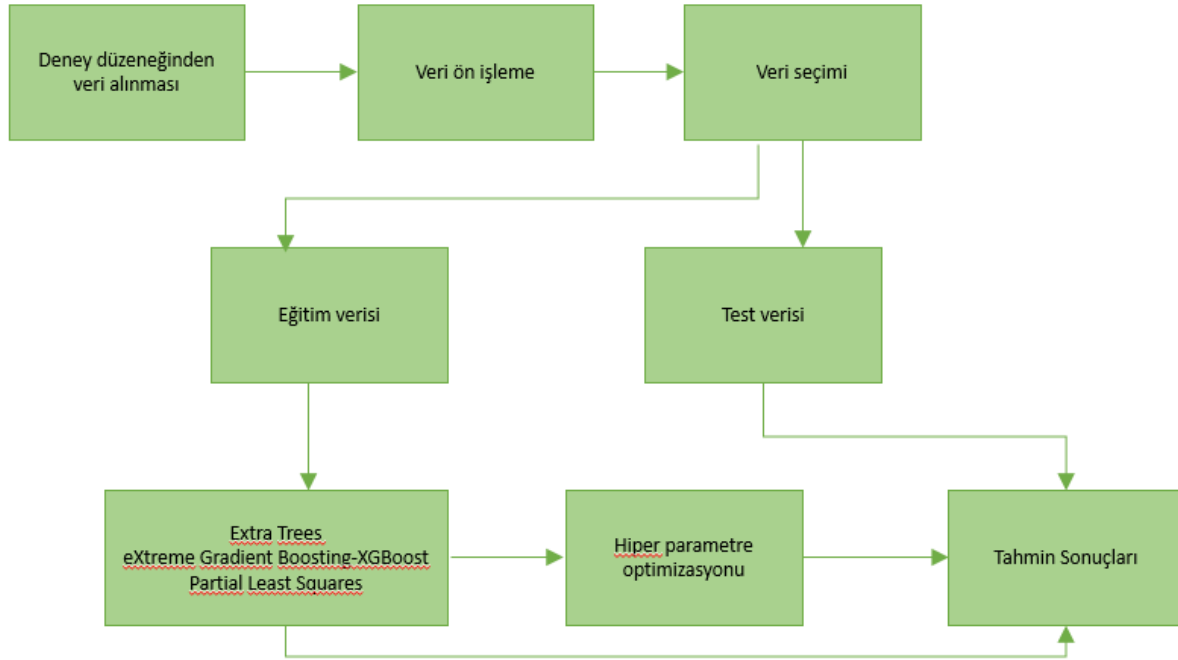 Deney düzeneğinden
veri alınması
Veri ön işleme
Veri seçimi
Eğitim verisi
Test verisi
Extra Trees
eXtreme Gradient Boosting-XGBoost
Partial Least Squares
Hiper parametre
optimizasyonu
Tahmin Sonuçları